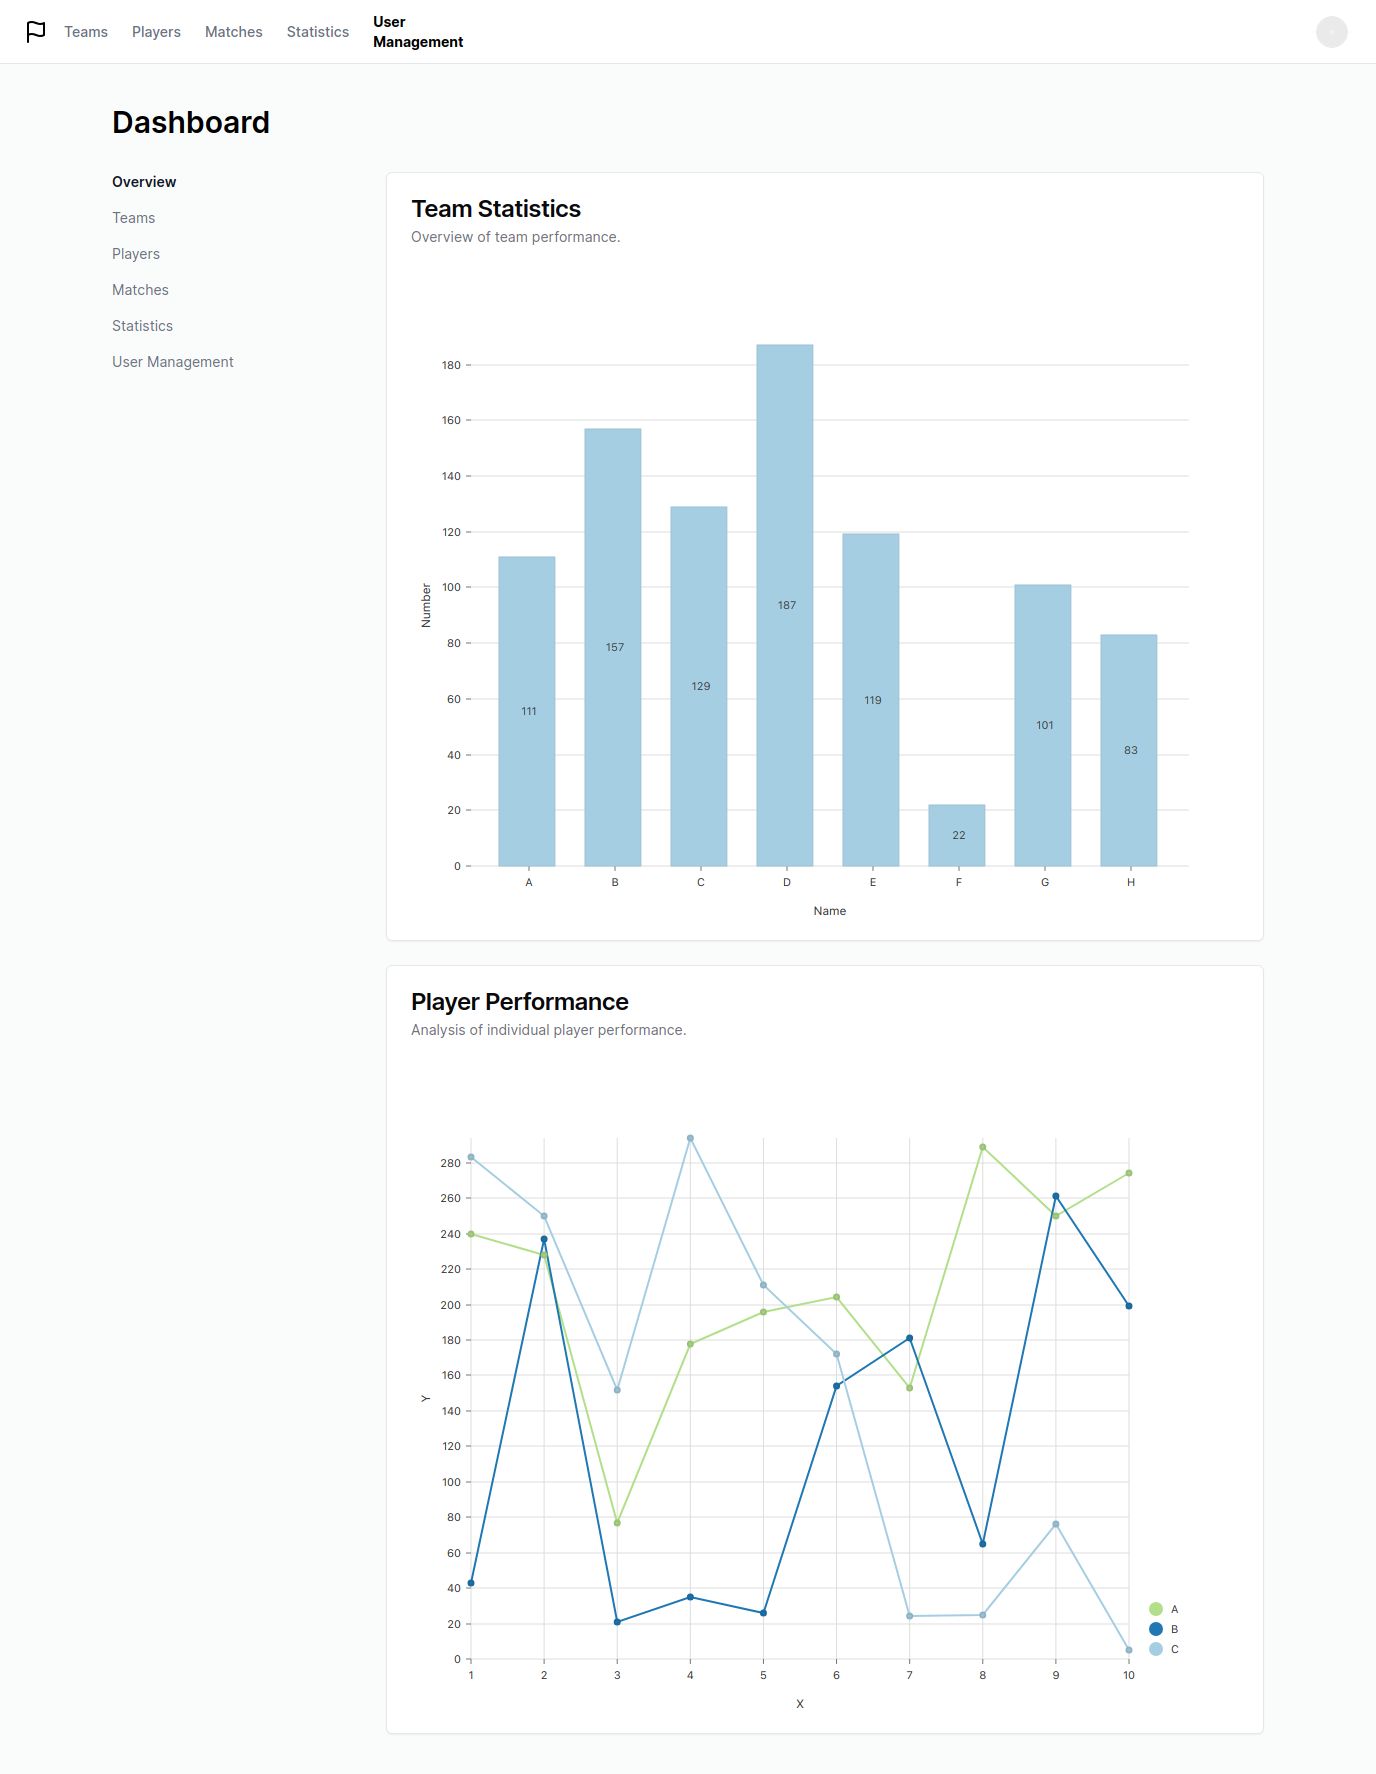 Teams Players Matches Statistics User
Management
Dashboard
Overview
Teams
Players
Matches
Statistics
User Management
Team Statistics
Overview of team performance.
180
160
140
120
100
80
60
40
20
0
Number
111
157
129
187
119
22
101
83
A B C D E F G H
Name
Player Performance
Analysis of individual player performance.
280
260
240
220
200
180
160
140
120
100
80
60
40
20
0
Y
1 2 3 4 5 6 7 8 9 10
X
A
B
C